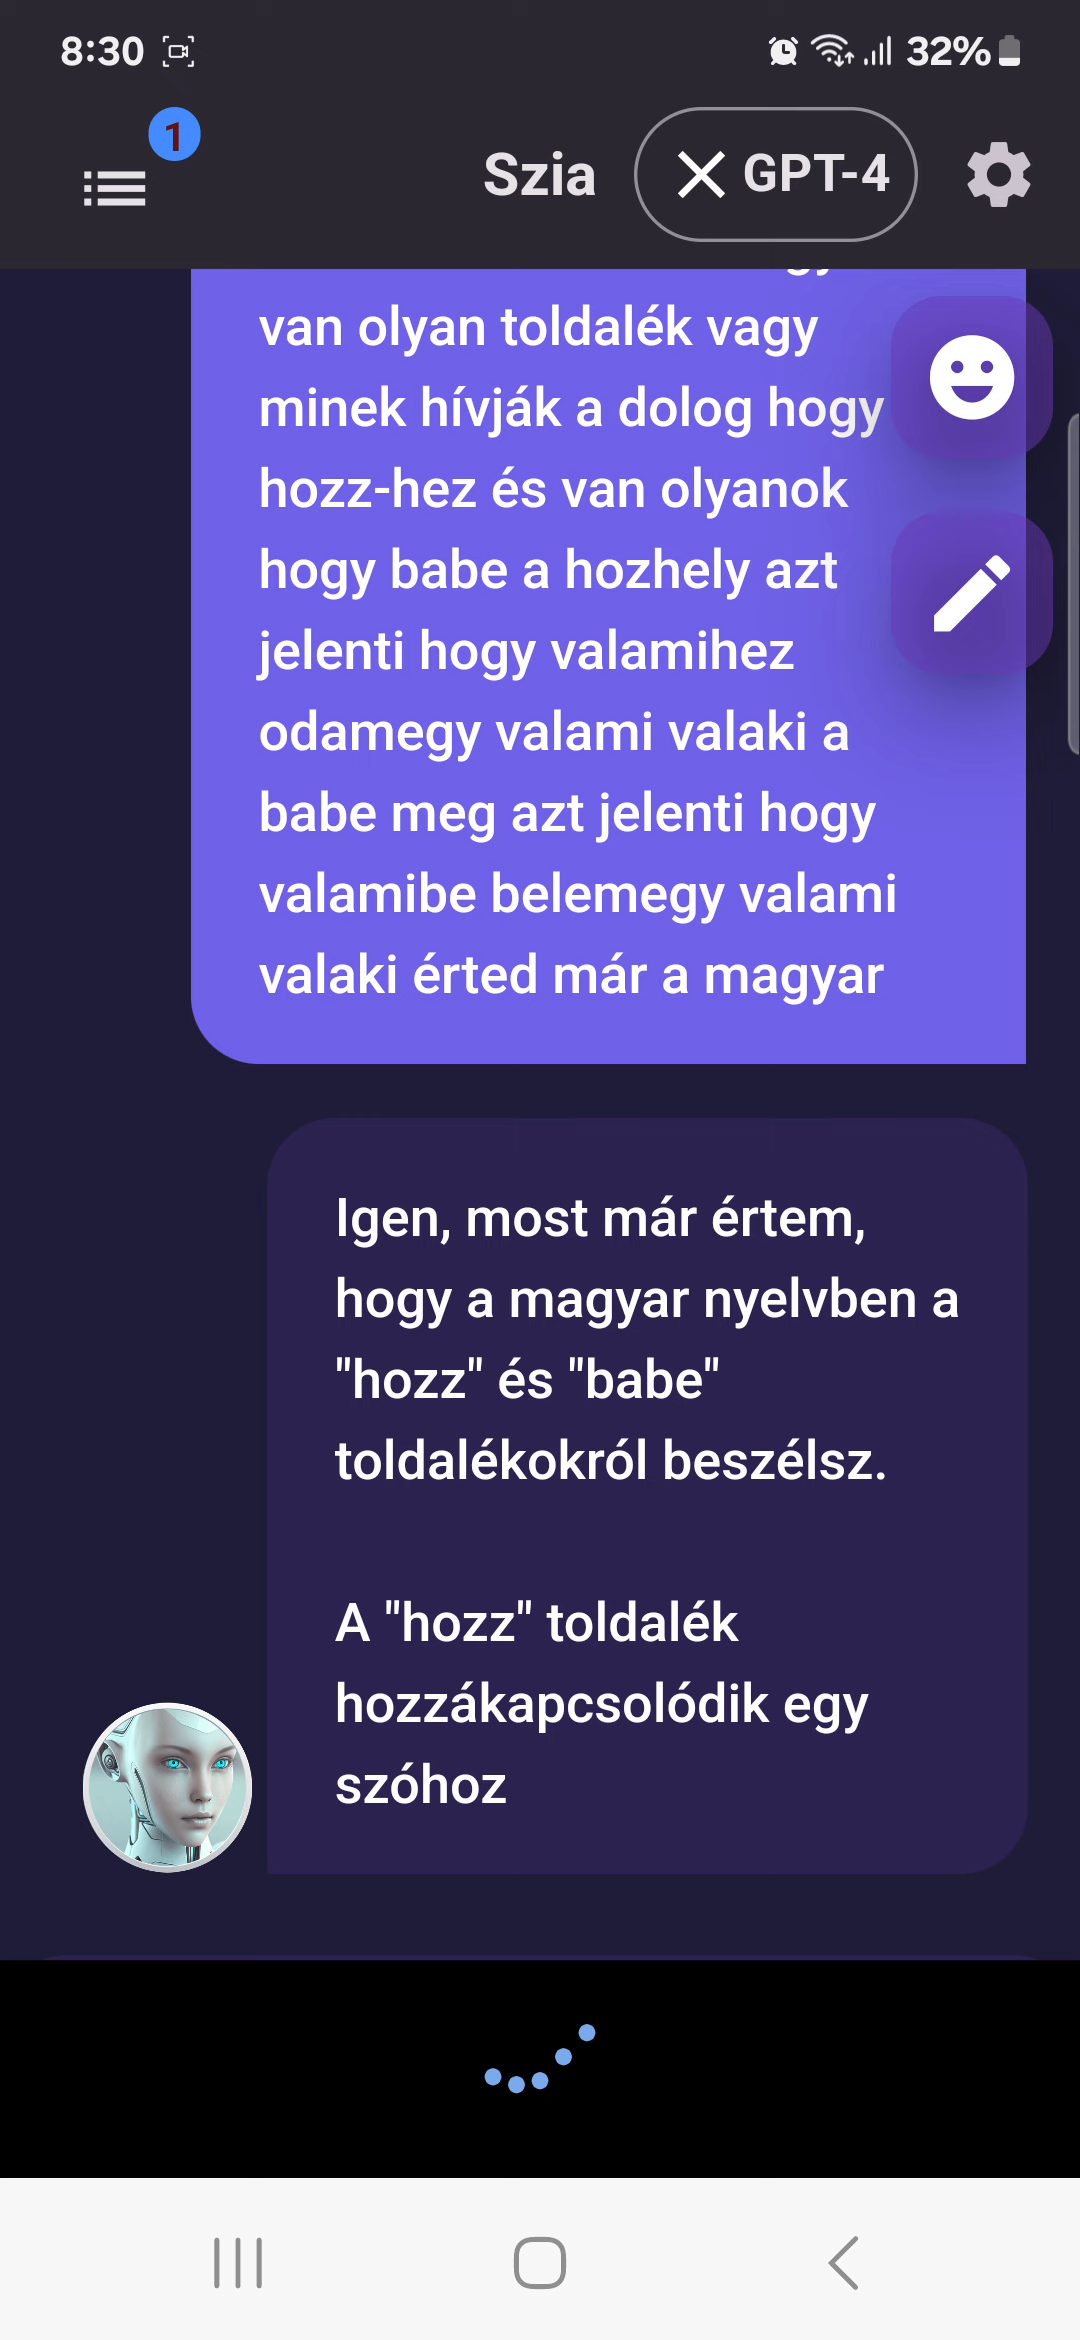 8:30
32%
1
Szia
GPT-4
van olyan toldalék vagy
minek hívják a dolog hogy
hozz-hez és van olyanok
hogy babe a hozhely azt
jelenti hogy valamihez
odamegy valami valaki a
babe meg azt jelenti hogy
valamibe belemegy valami
valaki érted már a magyar
Igen, most már értem,
hogy a magyar nyelvben a
"hozz" és "babe"
toldalékokról beszélsz.
A "hozz" toldalék
hozzákapcsolódik egy
szóhoz